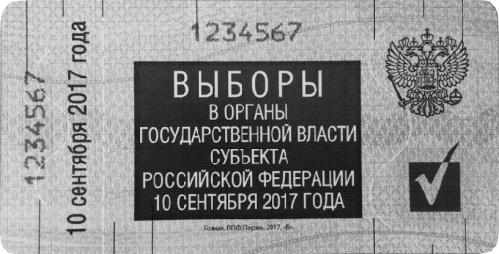 1234567
10 сентября 2017 года
1234567
ВЫБОРЫ
В ОРГАНЫ
ГОСУДАРСТВЕННОЙ ВЛАСТИ
СУБЪЕКТА
РОССИЙСКОЙ ФЕДЕРАЦИИ
10 СЕНТЯБРЯ 2017 ГОДА
Гознак, ППФ, Пермь, 2017, «В».